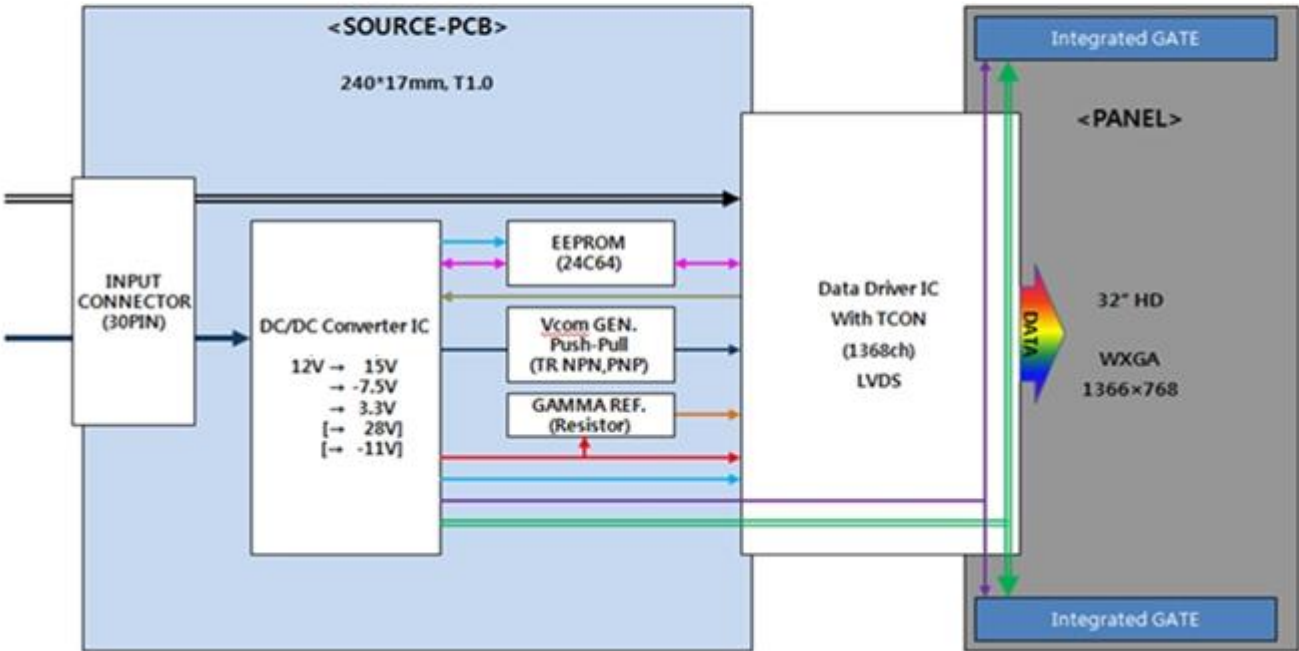 <SOURCE-PCB>
240*17mm, T1.0
Integrated GATE
<PANEL>
INPUT
CONNECTOR
(30PIN)
DC/DC Converter IC
12V → 15V
→ -7.5V
→ 3.3V
[→ 28V]
[→ -11V]
EEPROM
(24C64)
Vcom GEN.
Push-Pull
(TR NPN,PNP)
GAMMA REF.
(Resistor)
Data Driver IC
With TCON
(1368ch)
LVDS
DATA
32" HD
WXGA
1366×768
Integrated GATE